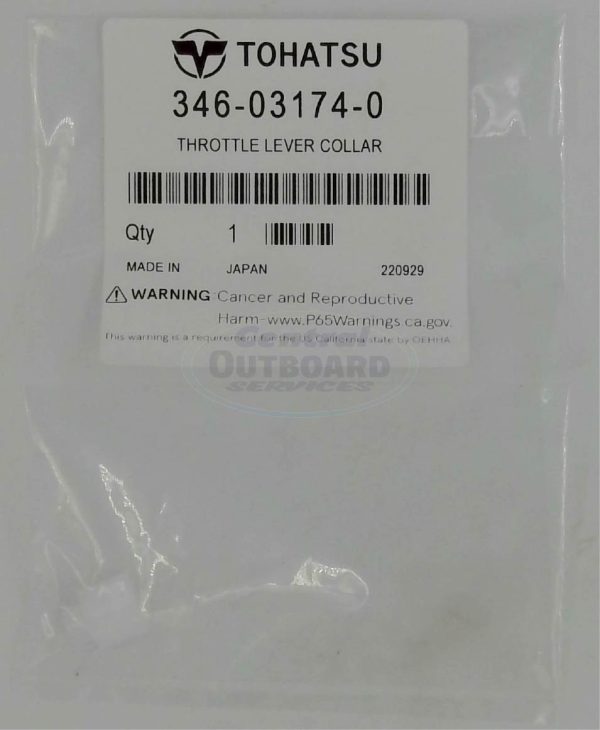 TOHATSU
346-03174-0
THROTTLE LEVER COLLAR
Qty 1
MADE IN JAPAN 220929
WARNING Cancer and Reproductive
Harm-www.P65Warnings.ca.gov.
This warning is a requirement for the US California state by OEHHA
Central
OUTBOARD
SERVICES